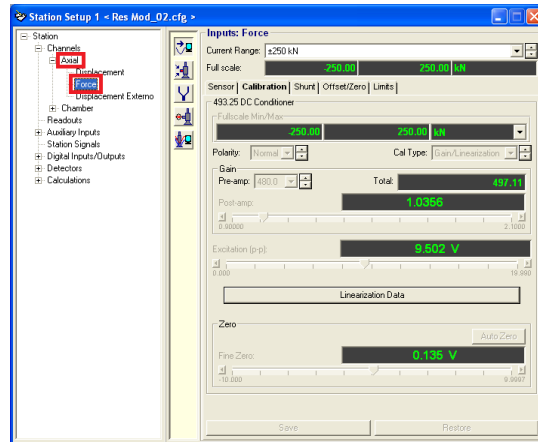 Station Setup 1 < Res Mod_02.cfg >
Station
Channels
Axial
Displacement
Force
Displacement Externo
Chamber
Readouts
Auxiliary Inputs
Station Signals
Digital Inputs/Outputs
Detectors
Calculations
Inputs: Force
Current Range: ±250 kN
Full scale: -250.00 250.00 kN
Sensor Calibration Shunt Offset/Zero Limits
493.25 DC Conditioner
Fullscale Min/Max
-250.00 250.00 kN
Polarity: Normal Cal Type: Gain/Linearization
Gain
Pre-amp: 480.0 Total: 497.11
Post-amp: 1.0356
0.90000 2.1000
Excitation (p-p): 9.502 V
0.000 19.990
Linearization Data
Zero
Auto Zero
Fine Zero: 0.135 V
-10.000 9.9997
Save Restore